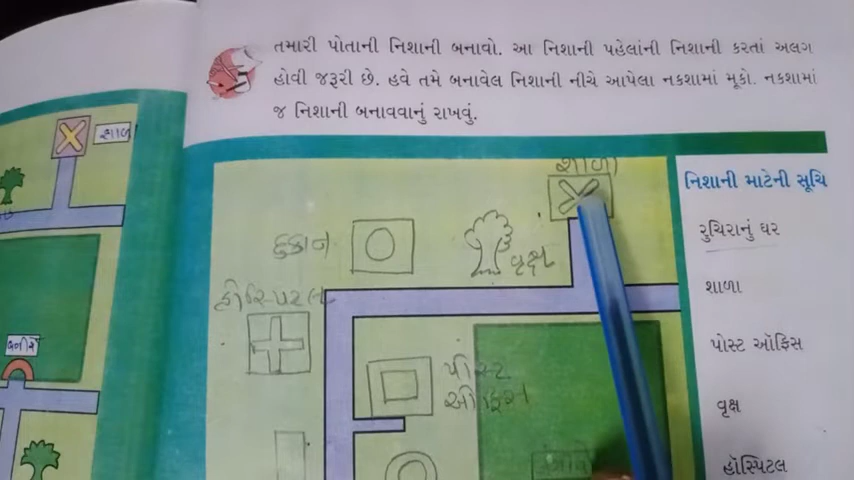 તમારી પોતાની નિશાની બનાવો. આ નિશાની પહેલાંની નિશાની કરતાં અલગ
હોવી જરૂરી છે. હવે તમે બનાવેલ નિશાની નીચે આપેલા નકશામાં મૂકો. નકશામાં
જ નિશાની બનાવવાનું રાખવું.
શાળા
શાળા
નિશાની માટેની સૂચિ
દુકાન
રુચિરાનું ઘર
વૃક્ષ
હોસ્પિટલ
શાળા
પોસ્ટ ઑફિસ
પોસ્ટ
ઓફિસ
વૃક્ષ
હૉસ્પિટલ